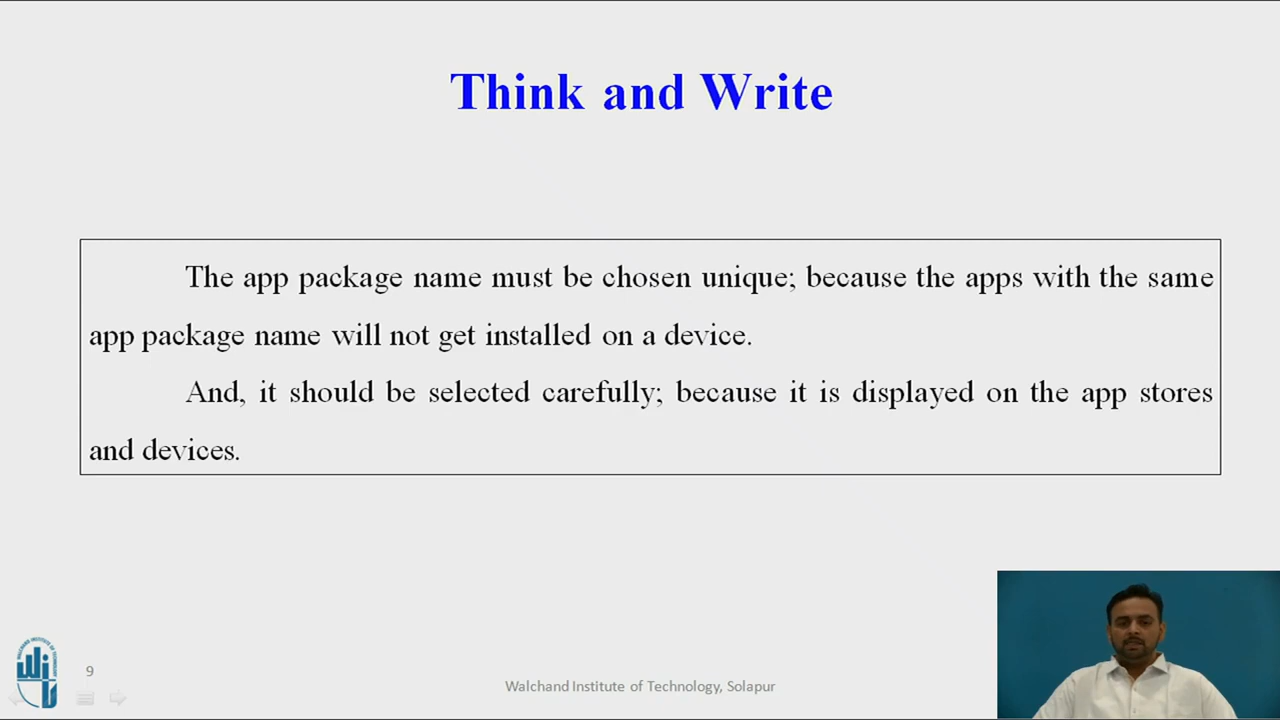 Think and Write
The app package name must be chosen unique; because the apps with the same
app package name will not get installed on a device.
And, it should be selected carefully; because it is displayed on the app stores
and devices.
9
Walchand Institute of Technology, Solapur